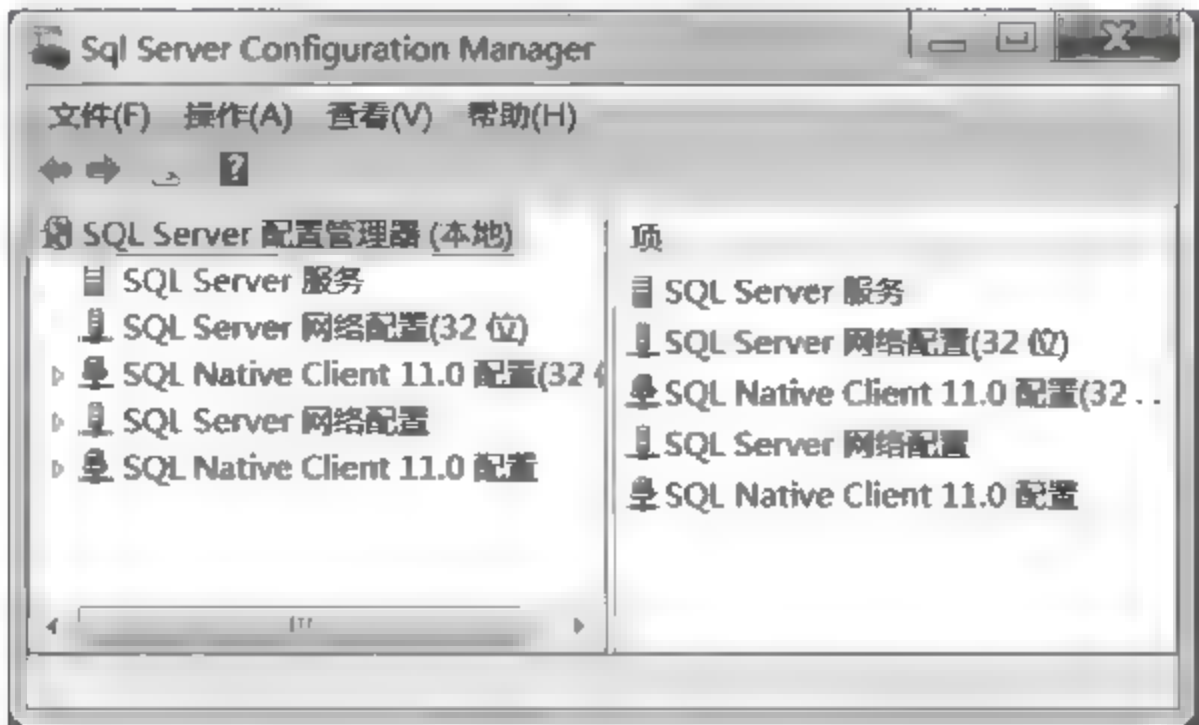 Sql Server Configuration Manager
文件(F) 操作(A) 查看(V) 帮助(H)
SQL Server 配置管理器 (本地)
SQL Server 服务
SQL Server 网络配置(32 位)
SQL Native Client 11.0 配置(32
SQL Server 网络配置
SQL Native Client 11.0 配置
项
SQL Server 服务
SQL Server 网络配置(32 位)
SQL Native Client 11.0 配置(32 ..
SQL Server 网络配置
SQL Native Client 11.0 配置